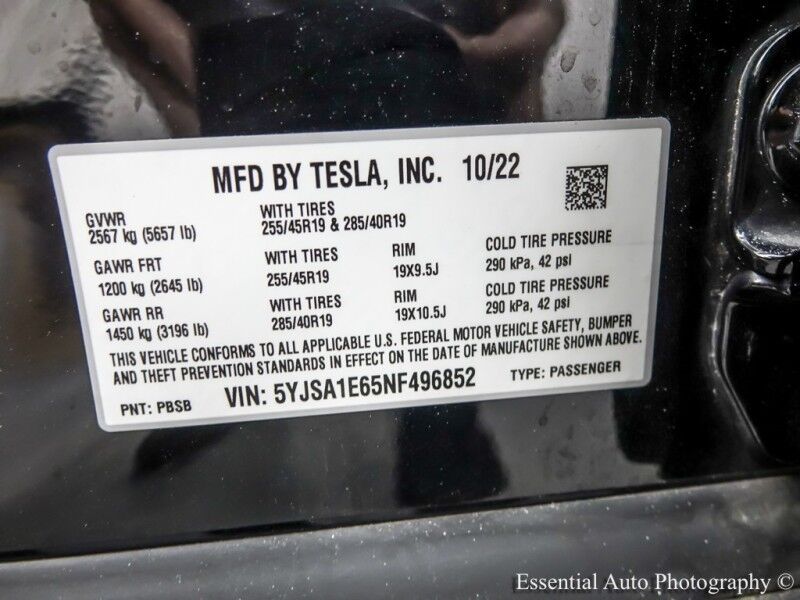 MFD BY TESLA, INC. 10/22
GVWR
2567 kg (5657 lb)
WITH TIRES
255/45R19 & 285/40R19
GAWR FRT
1200 kg (2645 lb)
WITH TIRES
255/45R19
RIM
19X9.5J
COLD TIRE PRESSURE
290 kPa, 42 psi
GAWR RR
1450 kg (3196 lb)
WITH TIRES
285/40R19
RIM
19X10.5J
COLD TIRE PRESSURE
290 kPa, 42 psi
THIS VEHICLE CONFORMS TO ALL APPLICABLE U.S. FEDERAL MOTOR VEHICLE SAFETY, BUMPER
AND THEFT PREVENTION STANDARDS IN EFFECT ON THE DATE OF MANUFACTURE SHOWN ABOVE.
PNT: PBSB VIN: 5YJSA1E65NF496852 TYPE: PASSENGER
Essential Auto Photography ©